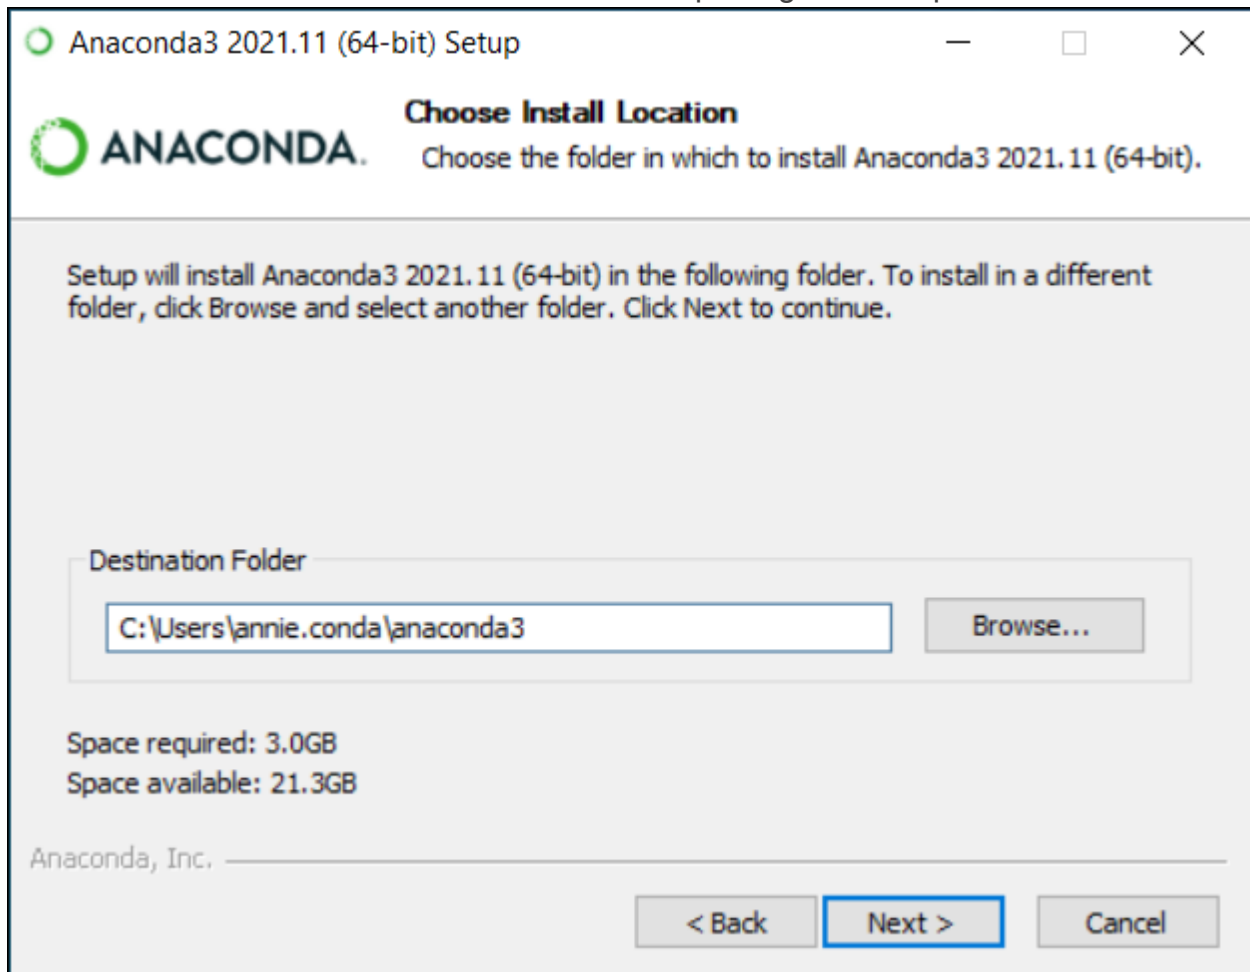 Anaconda3 2021.11 (64-bit) Setup
ANACONDA.
Choose Install Location
Choose the folder in which to install Anaconda3 2021.11 (64-bit).
Setup will install Anaconda3 2021.11 (64-bit) in the following folder. To install in a different
folder, click Browse and select another folder. Click Next to continue.
Destination Folder
C:\Users\annie.conda\anaconda3
Browse...
Space required: 3.0GB
Space available: 21.3GB
Anaconda, Inc.
< Back
Next >
Cancel